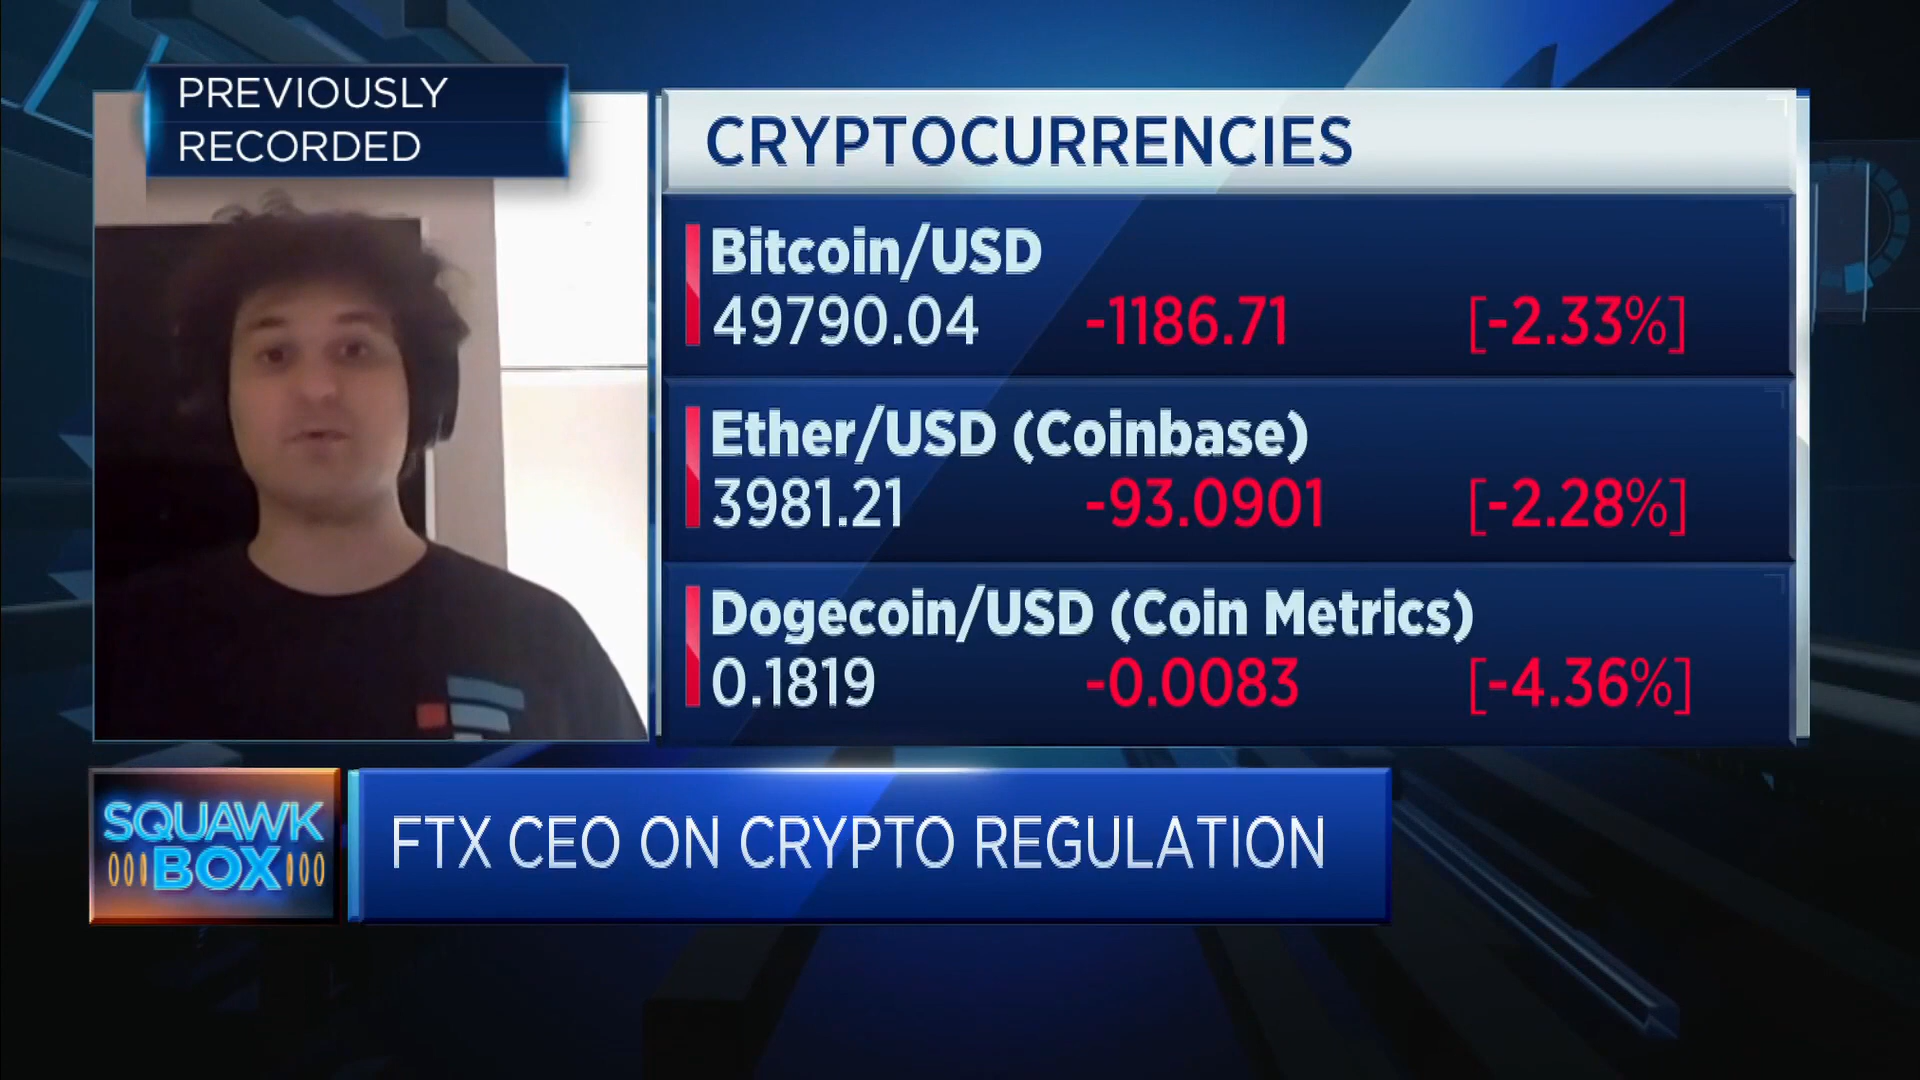 PREVIOUSLY
RECORDED
CRYPTOCURRENCIES
Bitcoin/USD
49790.04 -1186.71 [-2.33%]
Ether/USD (Coinbase)
3981.21 -93.0901 [-2.28%]
Dogecoin/USD (Coin Metrics)
0.1819 -0.0083 [-4.36%]
SQUAWK
BOX
FTX CEO ON CRYPTO REGULATION